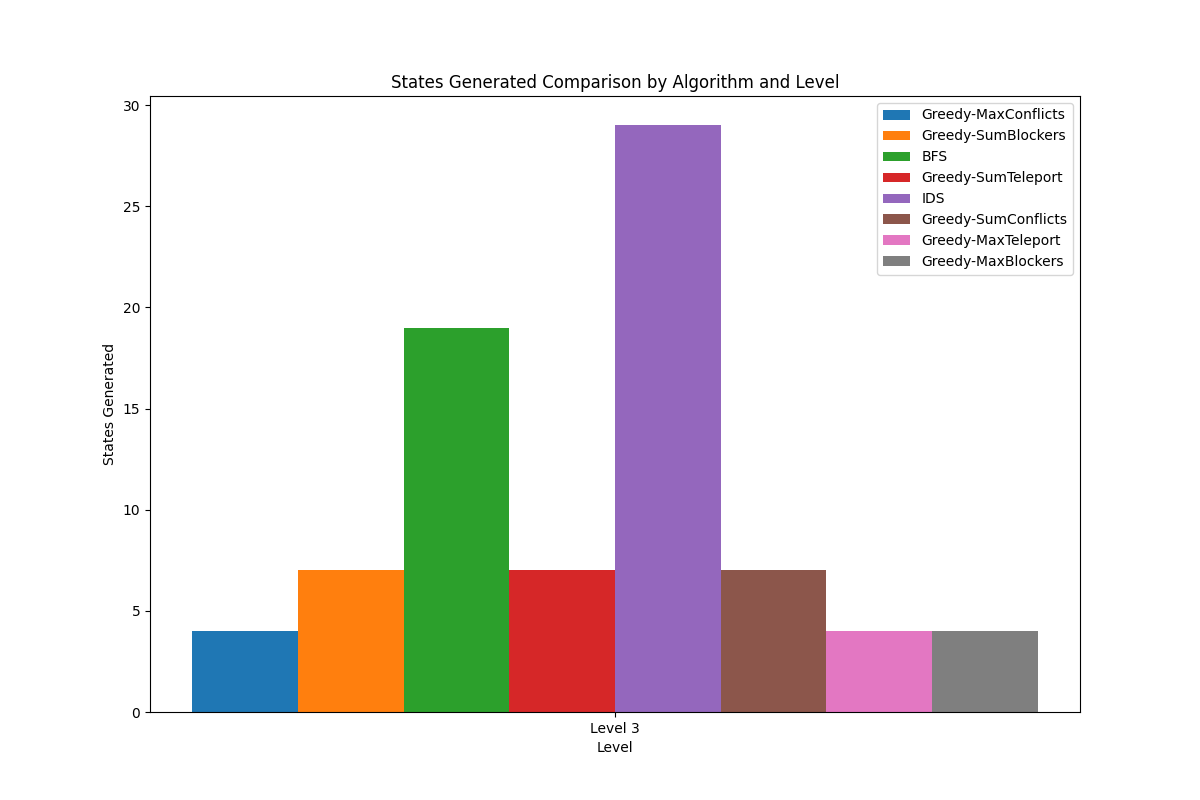 States Generated Comparison by Algorithm and Level
30
25
20
15
10
5
0
States Generated
Level 3
Level
Greedy-MaxConflicts
Greedy-SumBlockers
BFS
Greedy-SumTeleport
IDS
Greedy-SumConflicts
Greedy-MaxTeleport
Greedy-MaxBlockers